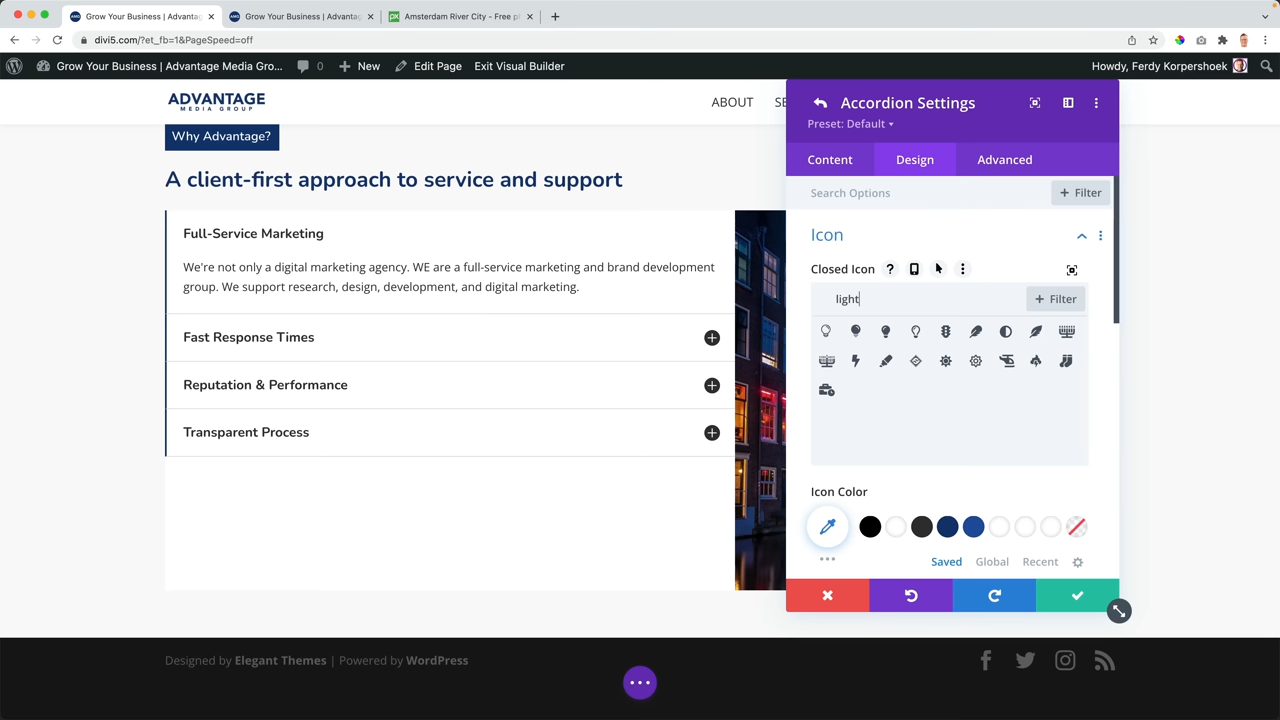 Grow Your Business | Advantag
Grow Your Business | Advantag
Amsterdam River City - Free pl
divi5.com/?et_fb=1&PageSpeed=off
Grow Your Business | Advantage Media Gro...
0
New
Edit Page
Exit Visual Builder
Howdy, Ferdy Korpershoek
ADVANTAGE
MEDIA GROUP
ABOUT
SE
Why Advantage?
A client-first approach to service and support
Full-Service Marketing
We're not only a digital marketing agency. WE are a full-service marketing and brand development
group. We support research, design, development, and digital marketing.
Fast Response Times
Reputation & Performance
Transparent Process
Accordion Settings
Preset: Default
Content
Design
Advanced
Search Options
+ Filter
Icon
Closed Icon
light
+ Filter
Icon Color
Saved
Global
Recent
Designed by Elegant Themes | Powered by WordPress